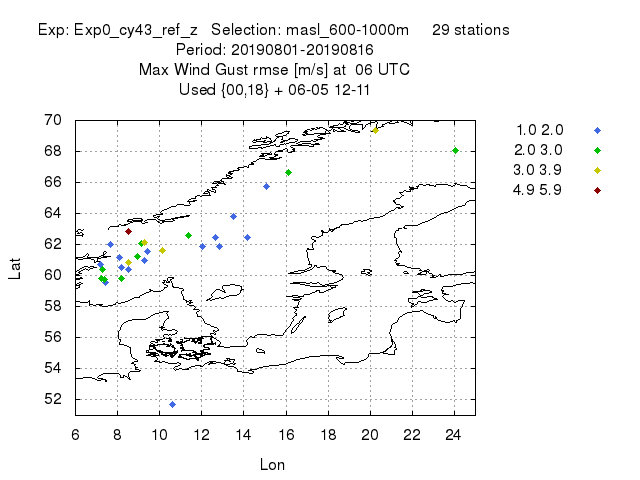 Exp: Exp0_cy43_ref_z   Selection: masl_600-1000m      29 stations
Period: 20190801-20190816
Max Wind Gust rmse [m/s] at  06 UTC
Used {00,18} + 06-05 12-11
70
68
66
64
62
60
58
56
54
52
Lat
6 8 10 12 14 16 18 20 22 24
Lon
1.0 2.0
2.0 3.0
3.0 3.9
4.9 5.9